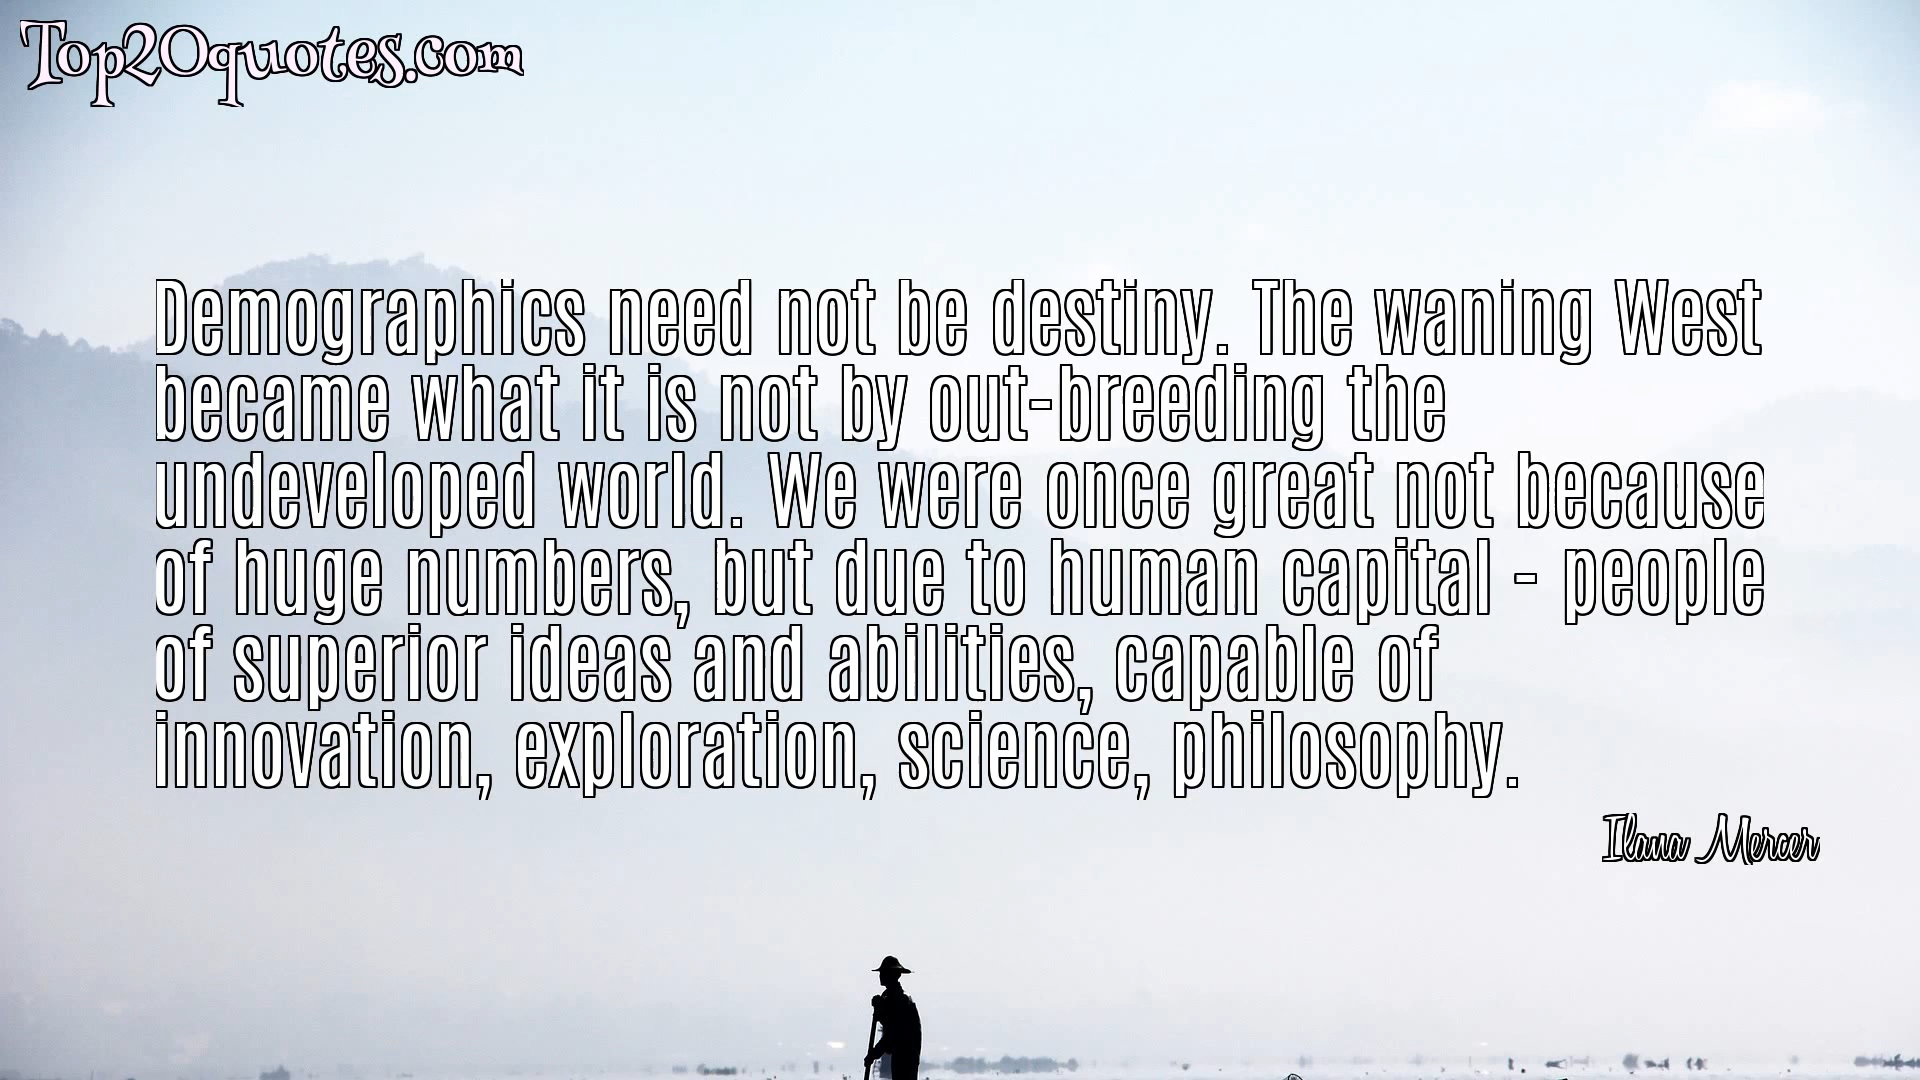 Top20quotes.com
Demographics need not be destiny. The waning West
became what it is not by out-breeding the
undeveloped world. We were once great not because
of huge numbers, but due to human capital - people
of superior ideas and abilities, capable of
innovation, exploration, science, philosophy.
Ilana Mercer